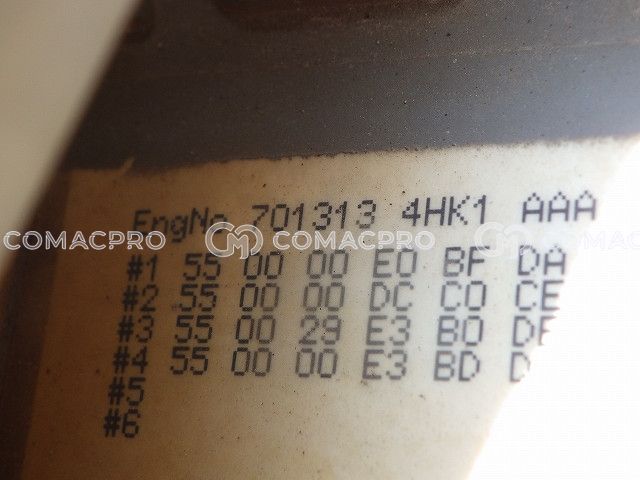 EngNo 701313 4HK1 AAA
COMACPRO COMACPRO COMACPRO
#1 55 00 00 E0 BF DA
#2 55 00 00 DC C0 CE
#3 55 00 29 E3 B0
#4 55 00 00 E3 BD
#5
#6